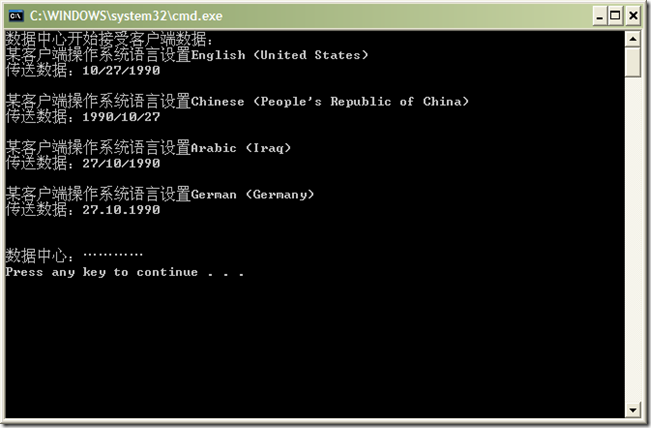 C:\WINDOWS\system32\cmd.exe
数据中心开始接受客户端数据:
某客户端操作系统语言设置English (United States)
传送数据: 10/27/1990
某客户端操作系统语言设置Chinese (People's Republic of China)
传送数据: 1990/10/27
某客户端操作系统语言设置Arabic (Iraq)
传送数据: 27/10/1990
某客户端操作系统语言设置German (Germany)
传送数据: 27.10.1990
数据中心: …………
Press any key to continue . . .